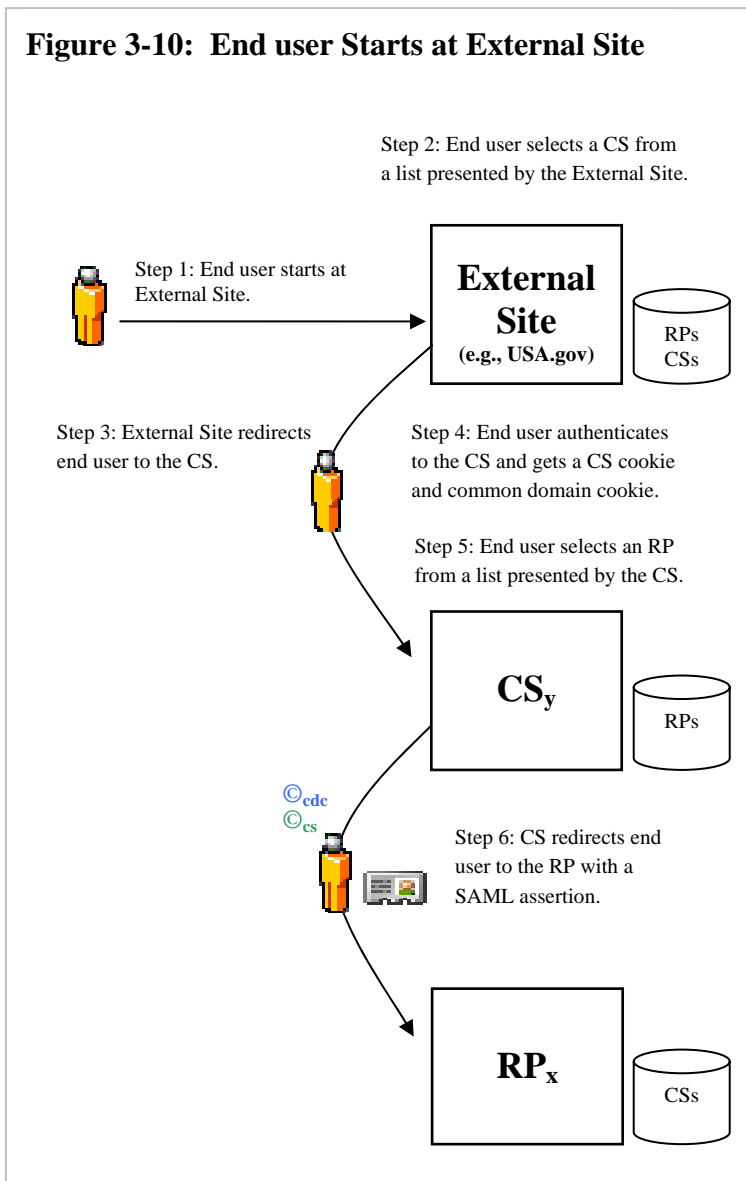 Figure 3-10: End user Starts at External Site
Step 2: End user selects a CS from
a list presented by the External Site.
Step 1: End user starts at
External Site.
External
Site
(e.g., USA.gov)
RPs
CSs
Step 3: External Site redirects
end user to the CS.
Step 4: End user authenticates
to the CS and gets a CS cookie
and common domain cookie.
Step 5: End user selects an RP
from a list presented by the CS.
CSy
RPs
©cdc
©cs
Step 6: CS redirects end
user to the RP with a
SAML assertion.
RPx
CSs